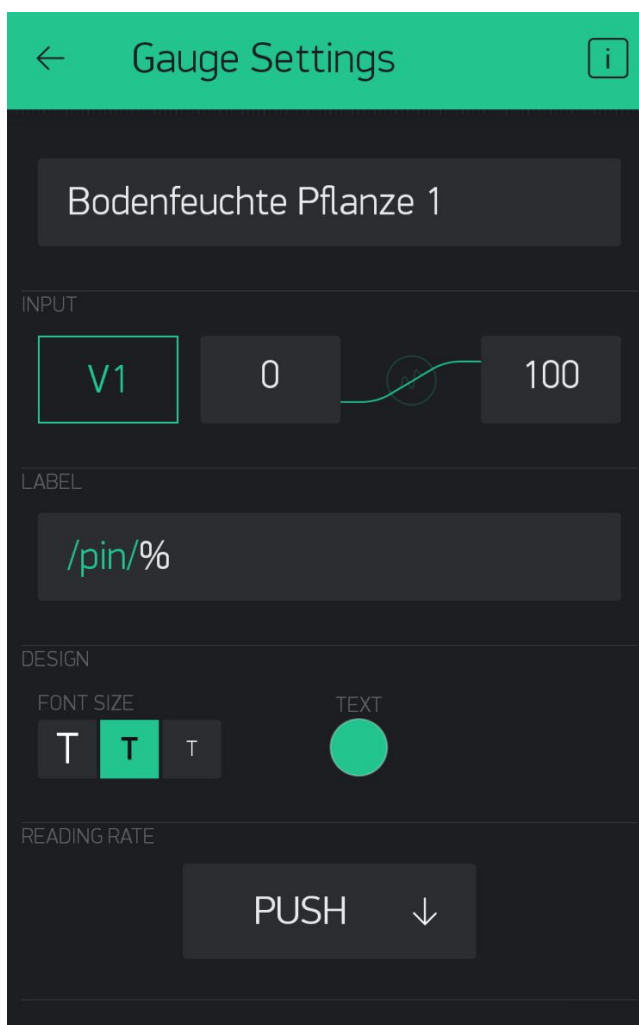 ← Gauge Settings i
Bodenfeuchte Pflanze 1
INPUT
V1 0 100
LABEL
/pin/%
DESIGN
FONT SIZE TEXT
T T T
READING RATE
PUSH ↓